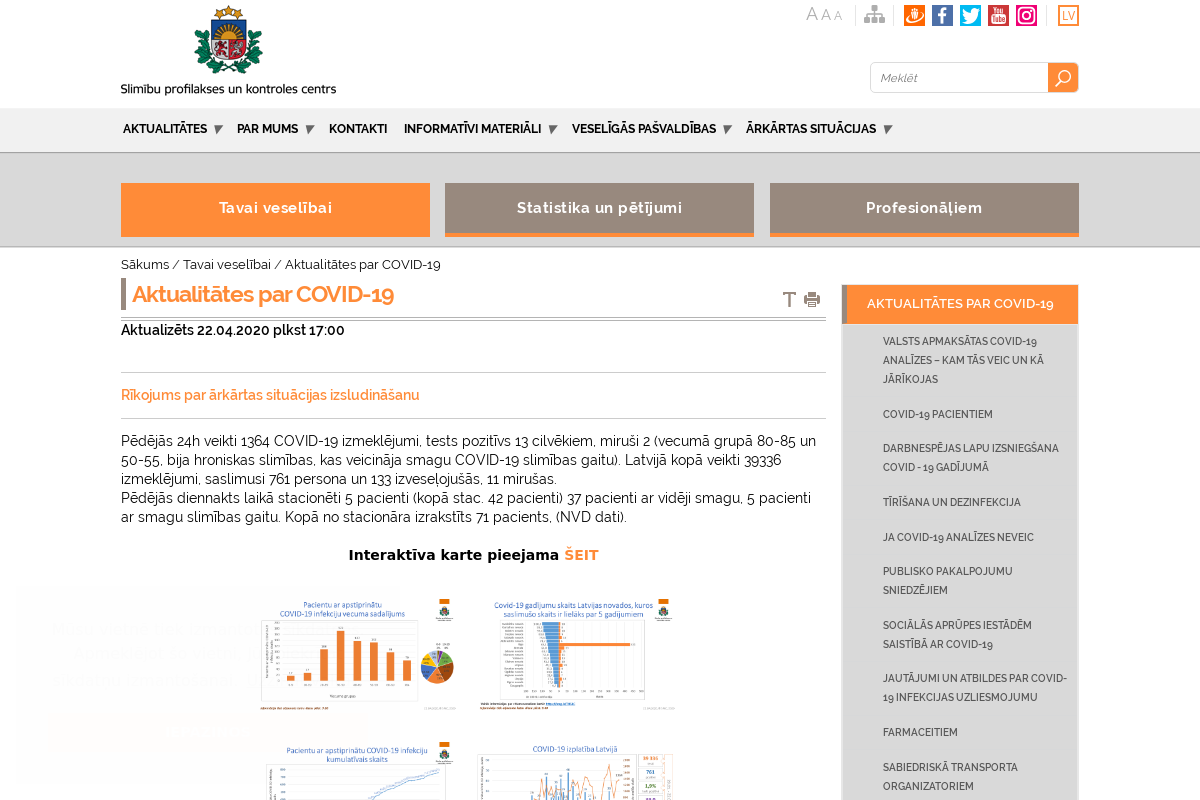 A A A
You
Tube
LV
Slimību profilakses un kontroles centrs
Meklēt
AKTUALITĀTES
PAR MUMS
KONTAKTI
INFORMATĪVI MATERIĀLI
VESELĪGĀS PAŠVALDĪBAS
ĀRKĀRTAS SITUĀCIJAS
Tavai veselībai
Statistika un pētījumi
Profesionāļiem
Sākums / Tavai veselībai / Aktualitātes par COVID-19
Aktualitātes par COVID-19
Aktualizēts 22.04.2020 plkst 17:00
Rīkojums par ārkārtas situācijas izsludināšanu
Pēdējās 24h veikti 1364 COVID-19 izmeklējumi, tests pozitīvs 13 cilvēkiem, miruši 2 (vecumā grupā 80-85 un
50-55, bija hroniskas slimības, kas veicināja smagu COVID-19 slimības gaitu). Latvijā kopā veikti 39336
izmeklējumi, saslimusi 761 persona un 133 izveseļojušās, 11 mirušas.
Pēdējās diennakts laikā stacionēti 5 pacienti (kopā stac. 42 pacienti) 37 pacienti ar vidēji smagu, 5 pacienti
ar smagu slimības gaitu. Kopā no stacionāra izrakstīts 71 pacients, (NVD dati).
Interaktīva karte pieejama ŠEIT
Pacientu ar apstiprinātu
COVID-19 infekciju vecuma sadalījums
Covid-19 gadījumu skaits Latvijas novados, kuros
saslimušo skaits ir lielāks par 5 gadījumiem
Pacientu ar apstiprinātu COVID-19 infekciju
kumulatīvais skaits
COVID-19 izplatība Latvijā
761
1,9%
AKTUALITĀTES PAR COVID-19
VALSTS APMAKSĀTAS COVID-19
ANALĪZES – KAM TĀS VEIC UN KĀ
JĀRĪKOJAS
COVID-19 PACIENTIEM
DARBNESPĒJAS LAPU IZSNIEGŠANA
COVID - 19 GADĪJUMĀ
TĪRĪŠANA UN DEZINFEKCIJA
JA COVID-19 ANALĪZES NEVEIC
PUBLISKO PAKALPOJUMU
SNIEDZĒJIEM
SOCIĀLĀS APRŪPES IESTĀDĒM
SAISTĪBĀ AR COVID-19
JAUTĀJUMI UN ATBILDES PAR COVID-
19 INFEKCIJAS UZLIESMOJUMU
FARMACEITIEM
SABIEDRISKĀ TRANSPORTA
ORGANIZATORIEM